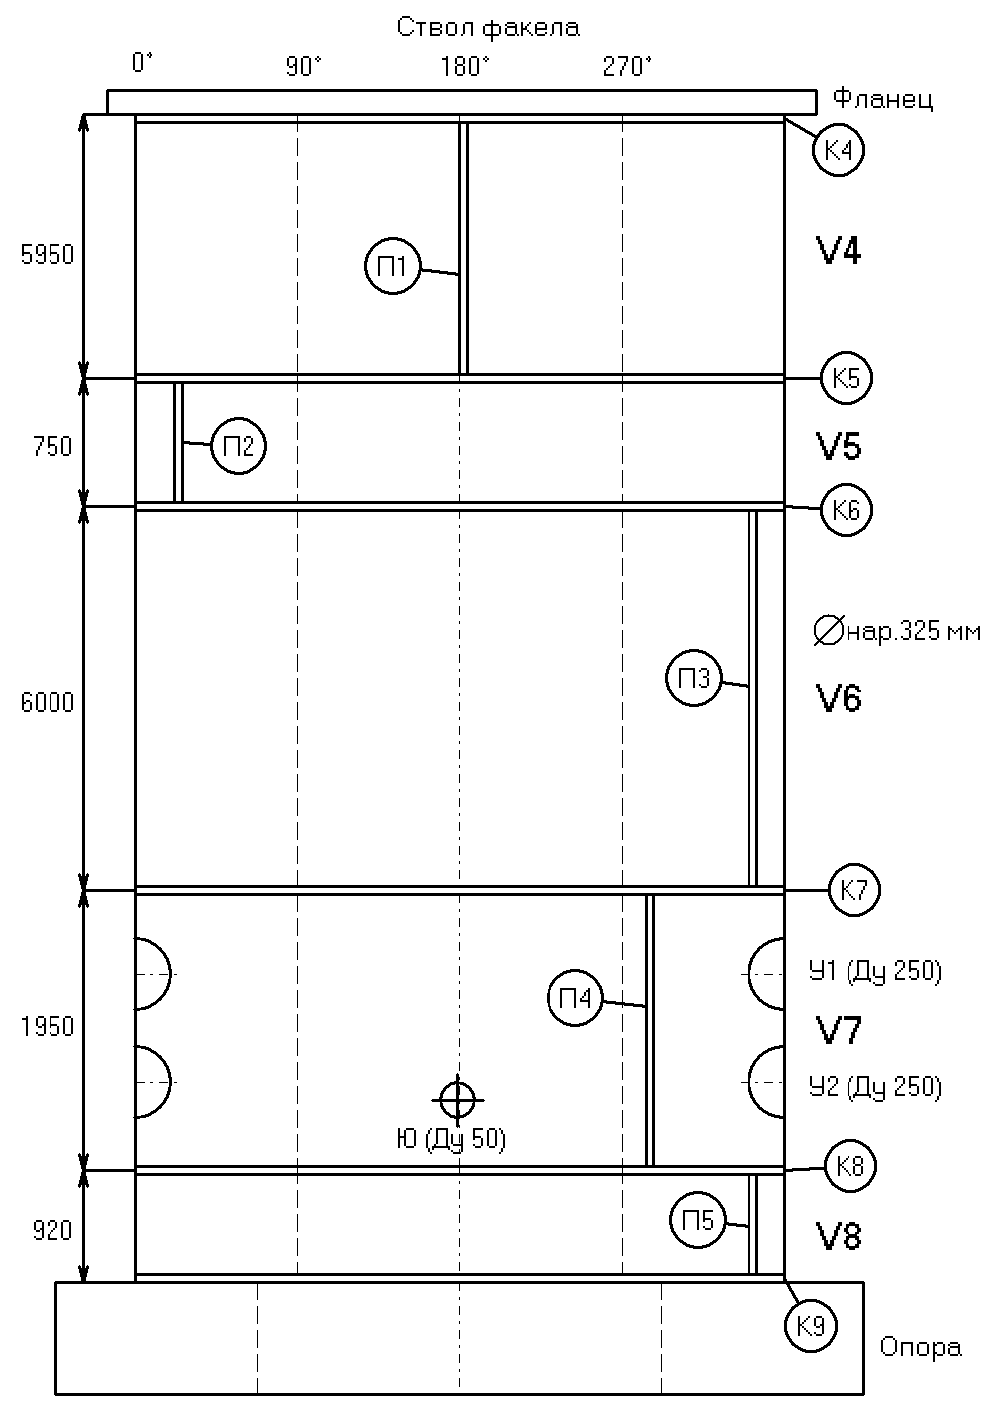 Ствол факела
0° 90° 180° 270°
Фланец
К4
5950
П1
V4
К5
750
П2
V5
К6
⌀нар.325 мм
6000
П3
V6
К7
У1 (Ду 250)
1950
П4
V7
У2 (Ду 250)
Ю (Ду 50)
К8
920
П5
V8
К9
Опора